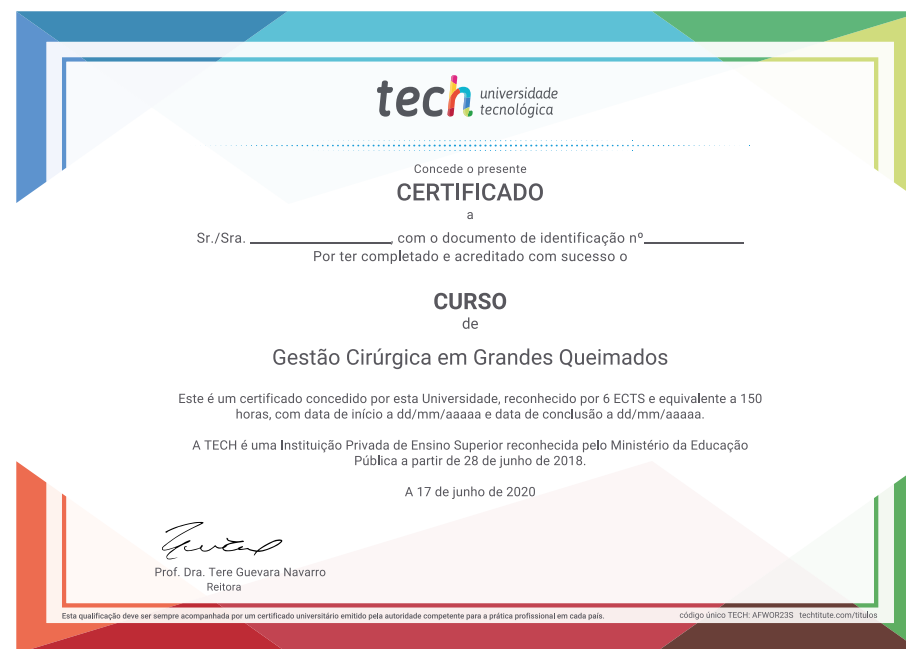 tech universidade
tecnológica
Concede o presente
CERTIFICADO
a
Sr./Sra. ____________________, com o documento de identificação nº______________
Por ter completado e acreditado com sucesso o
CURSO
de
Gestão Cirúrgica em Grandes Queimados
Este é um certificado concedido por esta Universidade, reconhecido por 6 ECTS e equivalente a 150
horas, com data de início a dd/mm/aaaaa e data de conclusão a dd/mm/aaaaa.
A TECH é uma Instituição Privada de Ensino Superior reconhecida pelo Ministério da Educação
Pública a partir de 28 de junho de 2018.
A 17 de junho de 2020
Prof. Dra. Tere Guevara Navarro
Reitora
Esta qualificação deve ser sempre acompanhada por um certificado universitário emitido pela autoridade competente para a prática profissional em cada país.
código único TECH: AFWOR23S techtitute.com/titulos